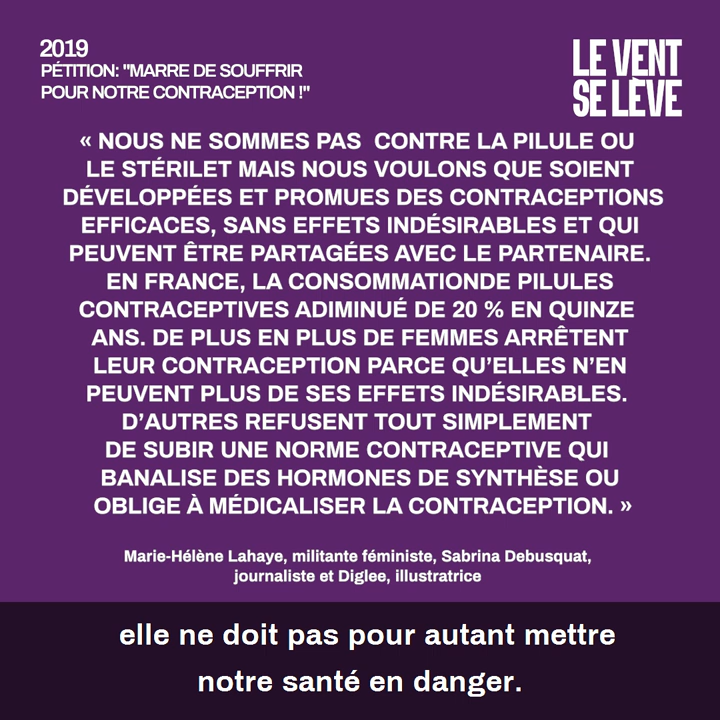 2019
PÉTITION: "MARRE DE SOUFFRIR
POUR NOTRE CONTRACEPTION !"
LE VENT
SE LÈVE
« NOUS NE SOMMES PAS  CONTRE LA PILULE OU
LE STÉRILET MAIS NOUS VOULONS QUE SOIENT
DÉVELOPPÉES ET PROMUES DES CONTRACEPTIONS
EFFICACES, SANS EFFETS INDÉSIRABLES ET QUI
PEUVENT ÊTRE PARTAGÉES AVEC LE PARTENAIRE.
EN FRANCE, LA CONSOMMATIONDE PILULES
CONTRACEPTIVES ADIMINUÉ DE 20 % EN QUINZE
ANS. DE PLUS EN PLUS DE FEMMES ARRÊTENT
LEUR CONTRACEPTION PARCE QU’ELLES N’EN
PEUVENT PLUS DE SES EFFETS INDÉSIRABLES.
D’AUTRES REFUSENT TOUT SIMPLEMENT
DE SUBIR UNE NORME CONTRACEPTIVE QUI
BANALISE DES HORMONES DE SYNTHÈSE OU
OBLIGE À MÉDICALISER LA CONTRACEPTION. »
Marie-Hélène Lahaye, militante féministe, Sabrina Debusquat,
journaliste et Diglee, illustratrice
elle ne doit pas pour autant mettre
notre santé en danger.